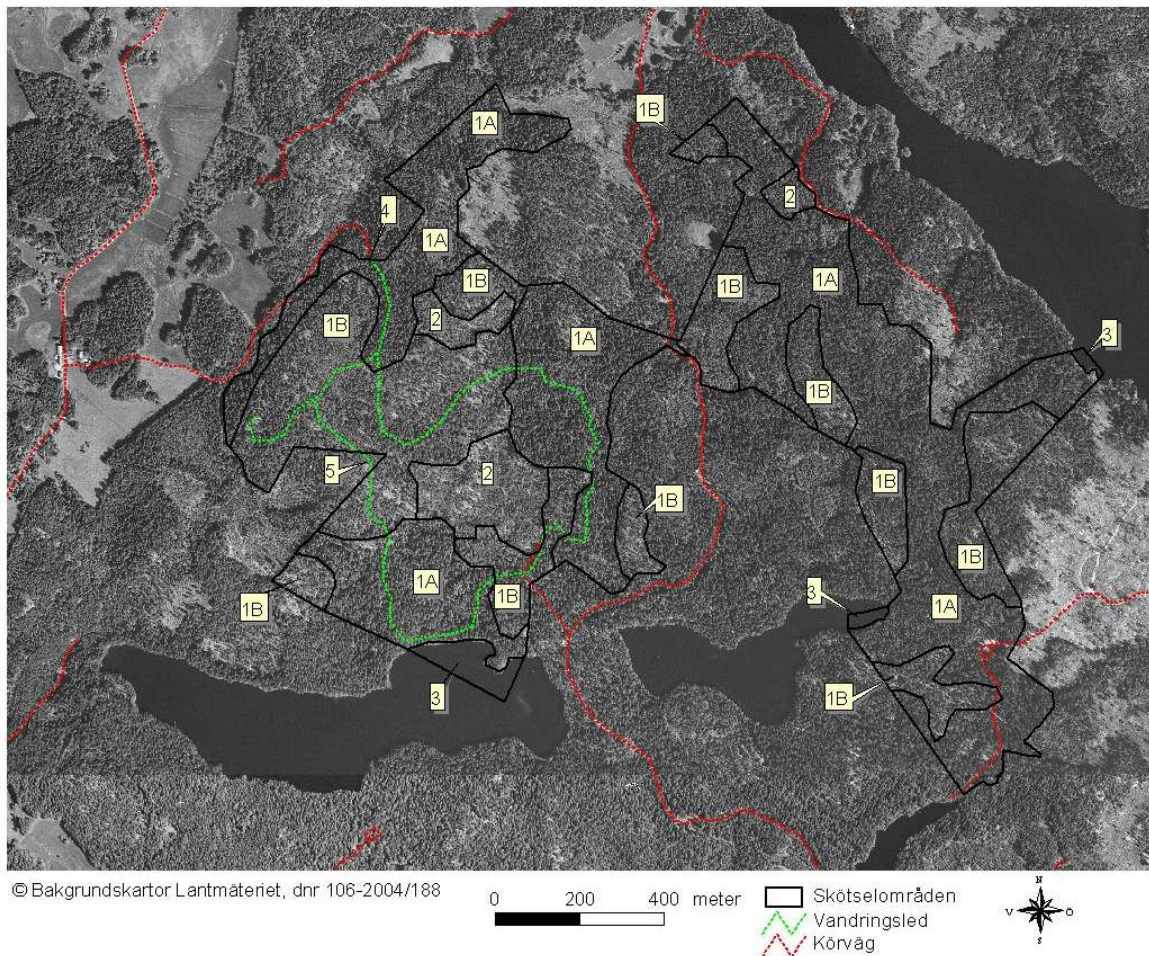 1A
1B
2
4
1A
1B
1B
1A
2
1B
1A
3
1B
2
5
1B
1B
1B
1A
1B
3
1A
1B
1B
3
1B
© Bakgrundskartor Lantmäteriet, dnr 106-2004/188
0 200 400 meter
Skötselområden
Vandringsled
Körväg
N
V Ö
S